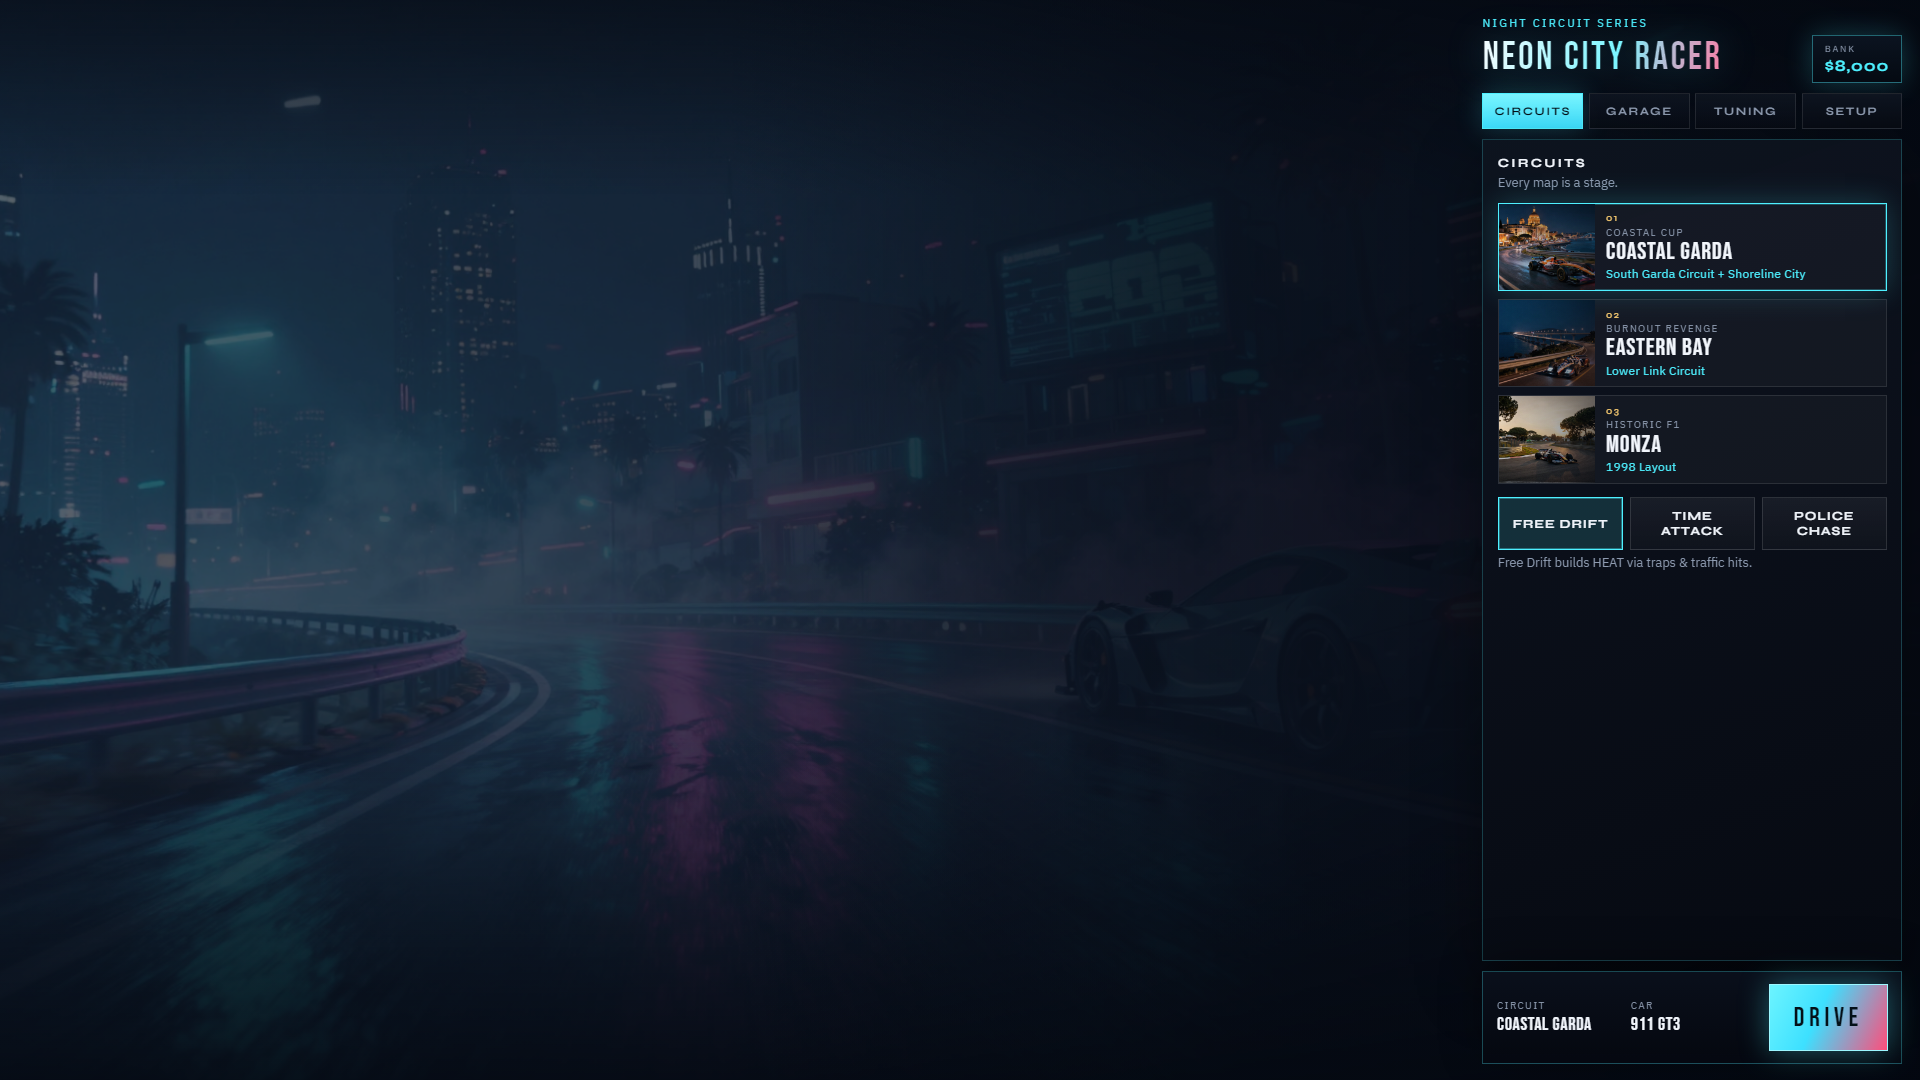 NIGHT CIRCUIT SERIES
NEON CITY RACER
BANK
$8,000
CIRCUITS
GARAGE
TUNING
SETUP
CIRCUITS
Every map is a stage.
01
COASTAL CUP
COASTAL GARDA
South Garda Circuit + Shoreline City
02
BURNOUT REVENGE
EASTERN BAY
Lower Link Circuit
03
HISTORIC F1
MONZA
1998 Layout
FREE DRIFT
TIME
ATTACK
POLICE
CHASE
Free Drift builds HEAT via traps & traffic hits.
CIRCUIT
COASTAL GARDA
CAR
911 GT3
DRIVE